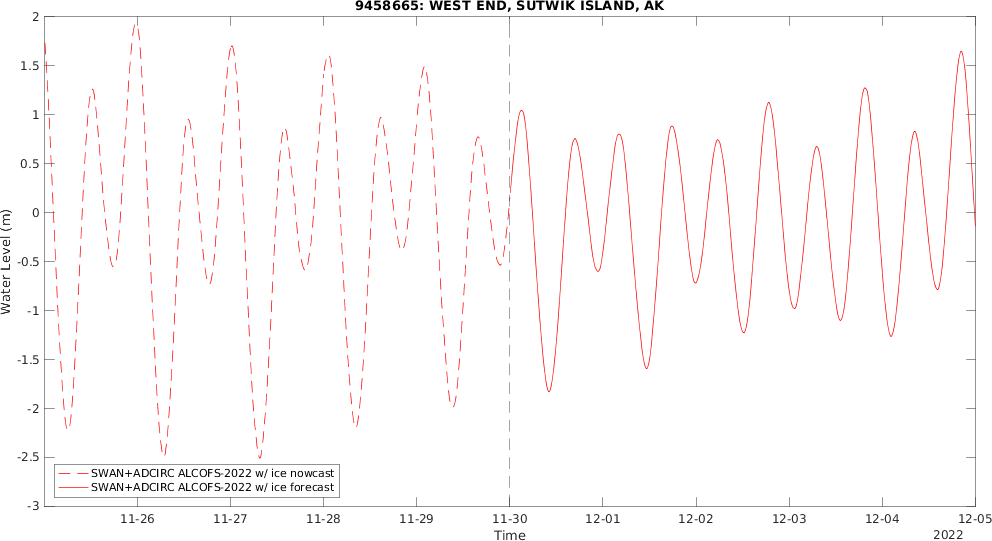 9458665: WEST END, SUTWIK ISLAND, AK
2
1.5
1
0.5
0
-0.5
-1
-1.5
-2
-2.5
-3
Water Level (m)
SWAN+ADCIRC ALCOFS-2022 w/ ice nowcast
SWAN+ADCIRC ALCOFS-2022 w/ ice forecast
11-26 11-27 11-28 11-29 11-30 12-01 12-02 12-03 12-04 12-05
Time
2022